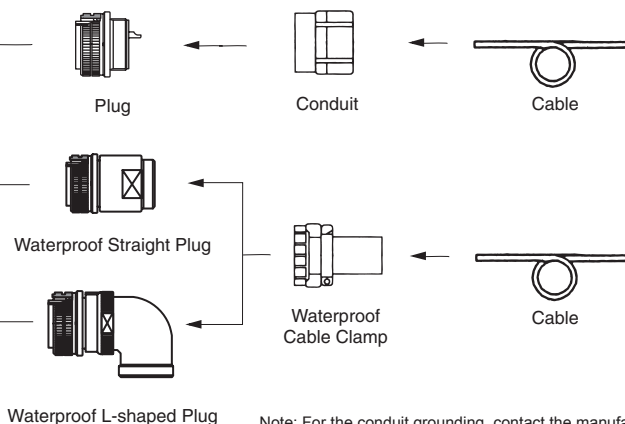 Plug
Conduit
Cable
Waterproof Straight Plug
Waterproof
Cable Clamp
Cable
Waterproof L-shaped Plug
Note: For the conduit grounding, contact the